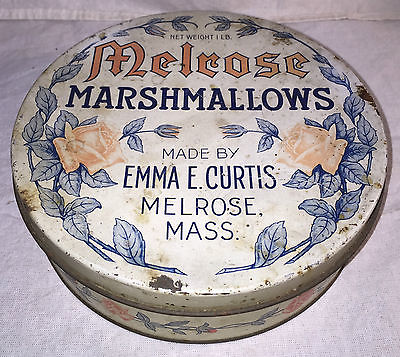 NET WEIGHT 1 LB.
Melrose
MARSHMALLOWS
MADE BY
EMMA E. CURTIS
MELROSE,
MASS.